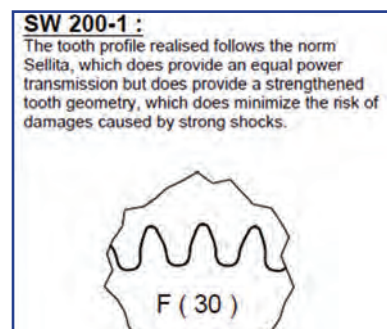 SW 200-1 :
The tooth profile realised follows the norm
Sellita, which does provide an equal power
transmission but does provide a strengthened
tooth geometry, which does minimize the risk of
damages caused by strong shocks.
F ( 30 )